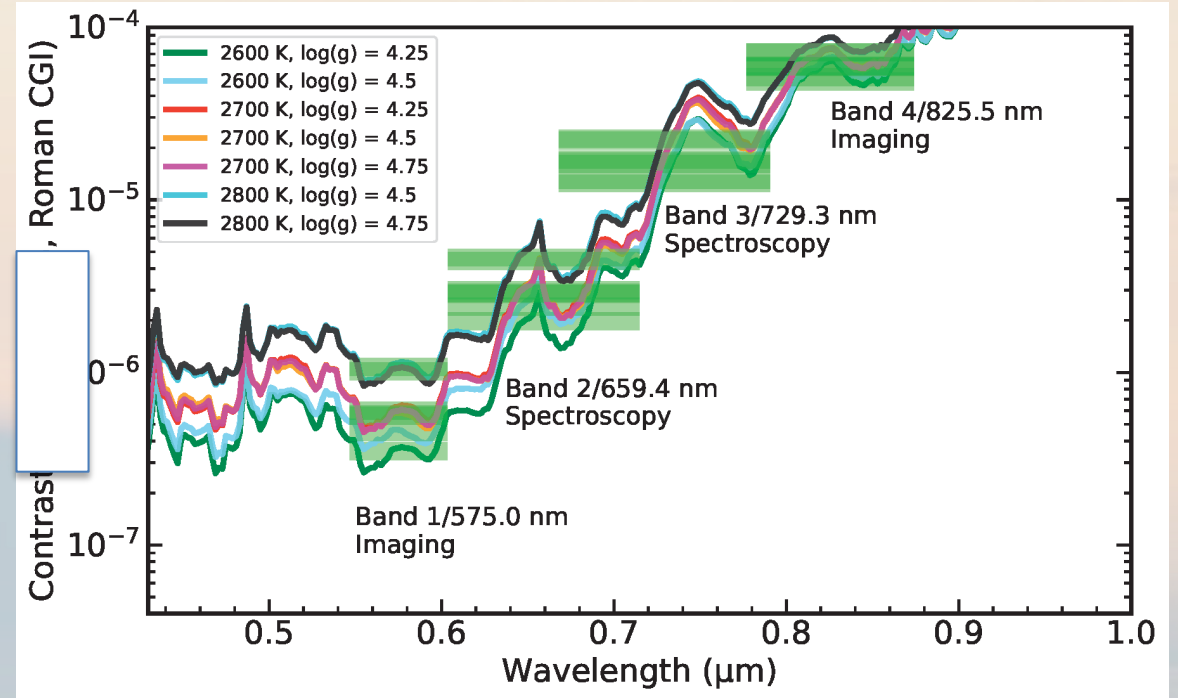 10⁻⁴
10⁻⁵
0⁻⁶
10⁻⁷
Contrast
, Roman CGI)
2600 K, log(g) = 4.25
2600 K, log(g) = 4.5
2700 K, log(g) = 4.25
2700 K, log(g) = 4.5
2700 K, log(g) = 4.75
2800 K, log(g) = 4.5
2800 K, log(g) = 4.75
Band 4/825.5 nm
Imaging
Band 3/729.3 nm
Spectroscopy
Band 2/659.4 nm
Spectroscopy
Band 1/575.0 nm
Imaging
0.5 0.6 0.7 0.8 0.9 1.0
Wavelength (μm)